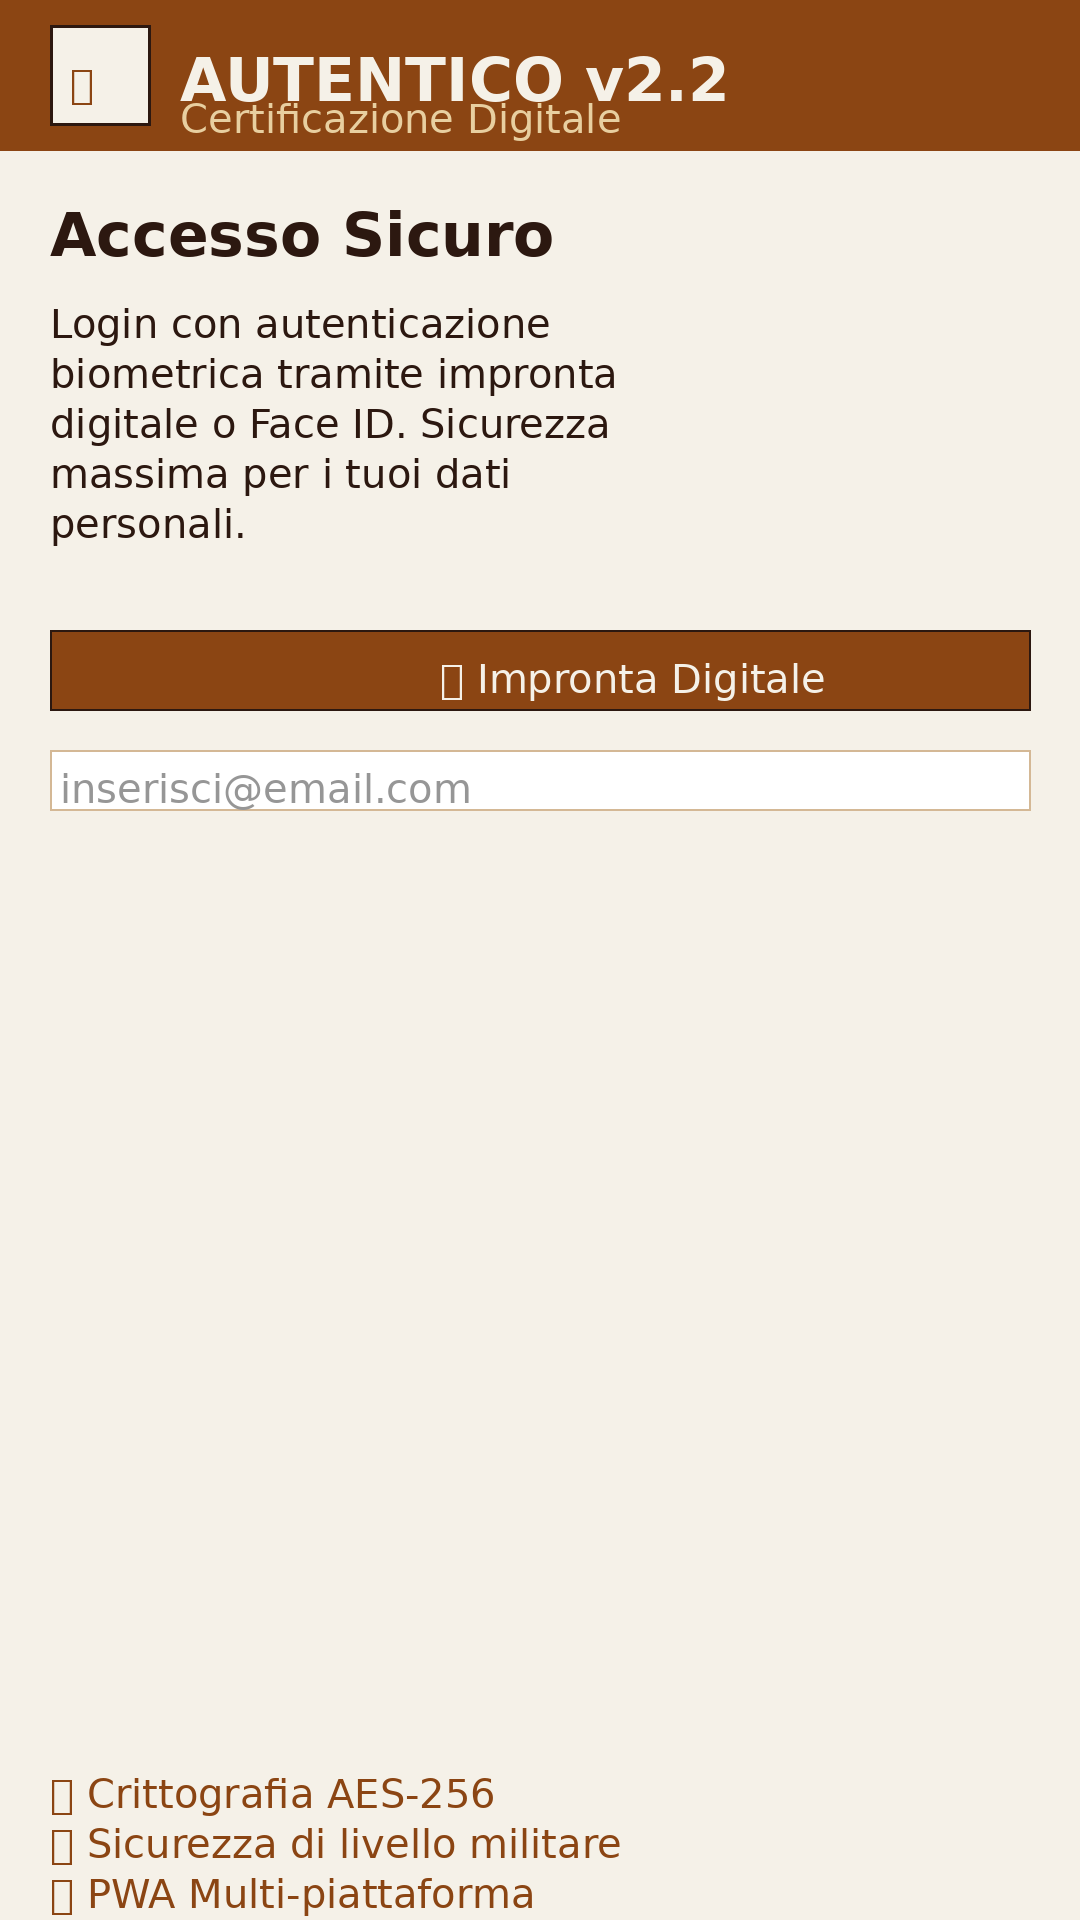 AUTENTICO v2.2
Certificazione Digitale
Accesso Sicuro
Login con autenticazione
biometrica tramite impronta
digitale o Face ID. Sicurezza
massima per i tuoi dati
personali.
Impronta Digitale
inserisci@email.com
Crittografia AES-256
Sicurezza di livello militare
PWA Multi-piattaforma